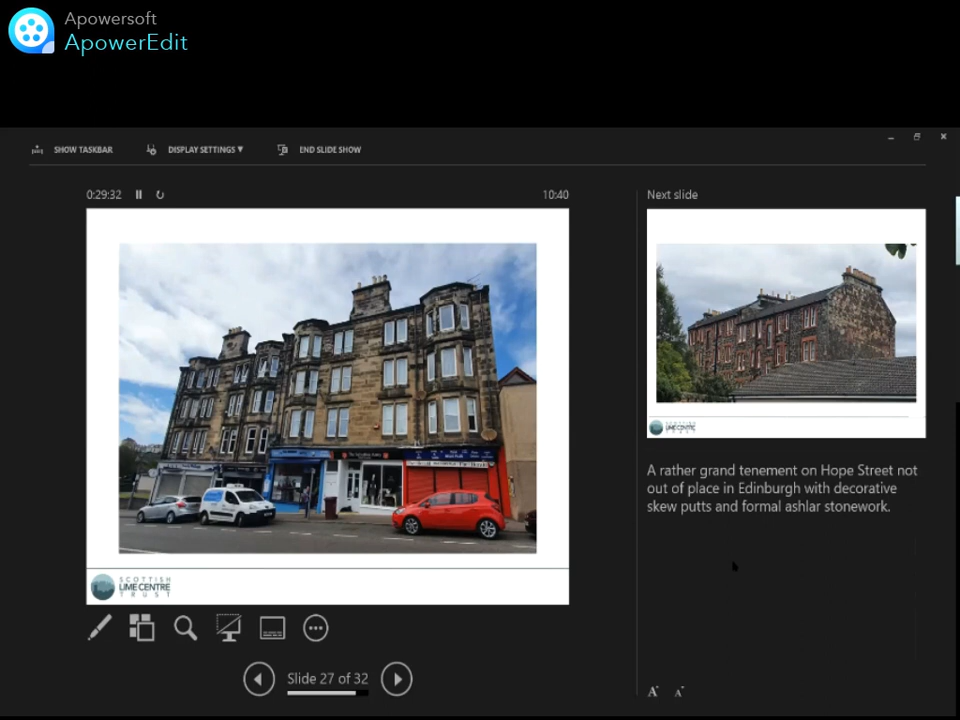 Apowersoft
ApowerEdit
SHOW TASKBAR
DISPLAY SETTINGS ▼
END SLIDE SHOW
0:29:32
10:40
Next slide
SCOTTISH
LIME CENTRE
TRUST
LIME CENTRE
A rather grand tenement on Hope Street not
out of place in Edinburgh with decorative
skew putts and formal ashlar stonework.
Slide 27 of 32
A
A